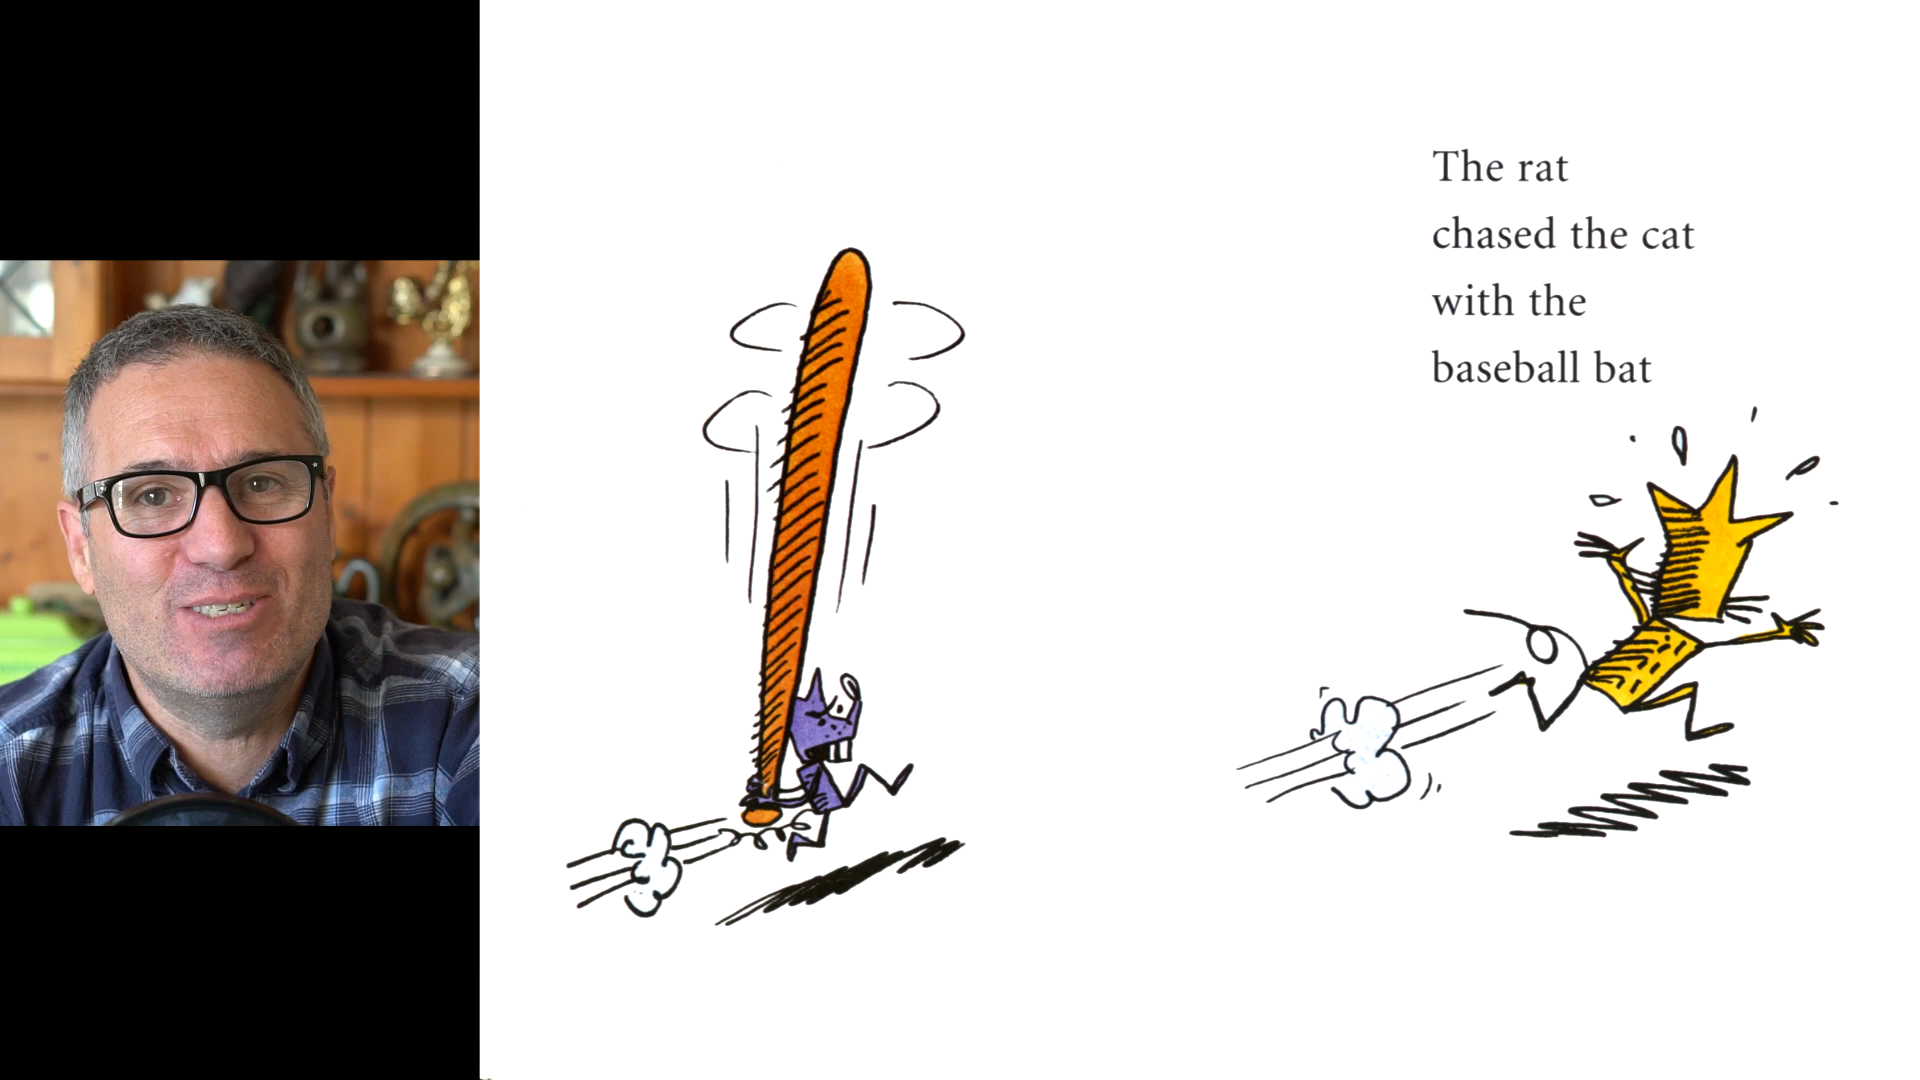 The rat
chased the cat
with the
baseball bat